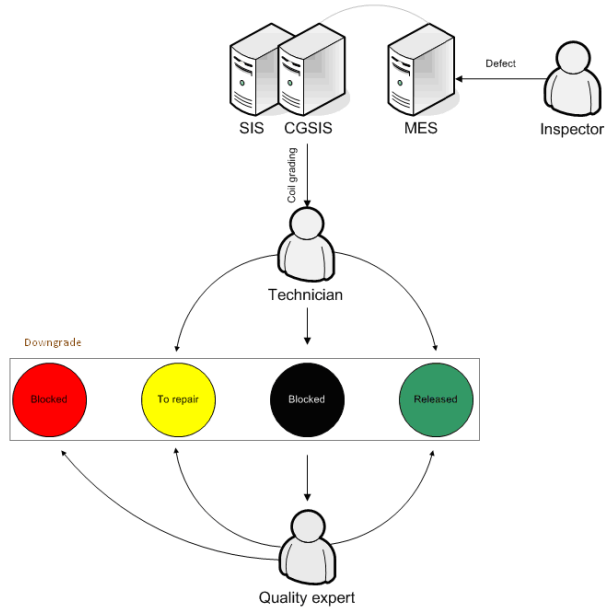 Defect
SIS
CGSIS
MES
Inspector
Coil grading
Technician
Downgrade
Blocked
To repair
Blocked
Released
Quality expert